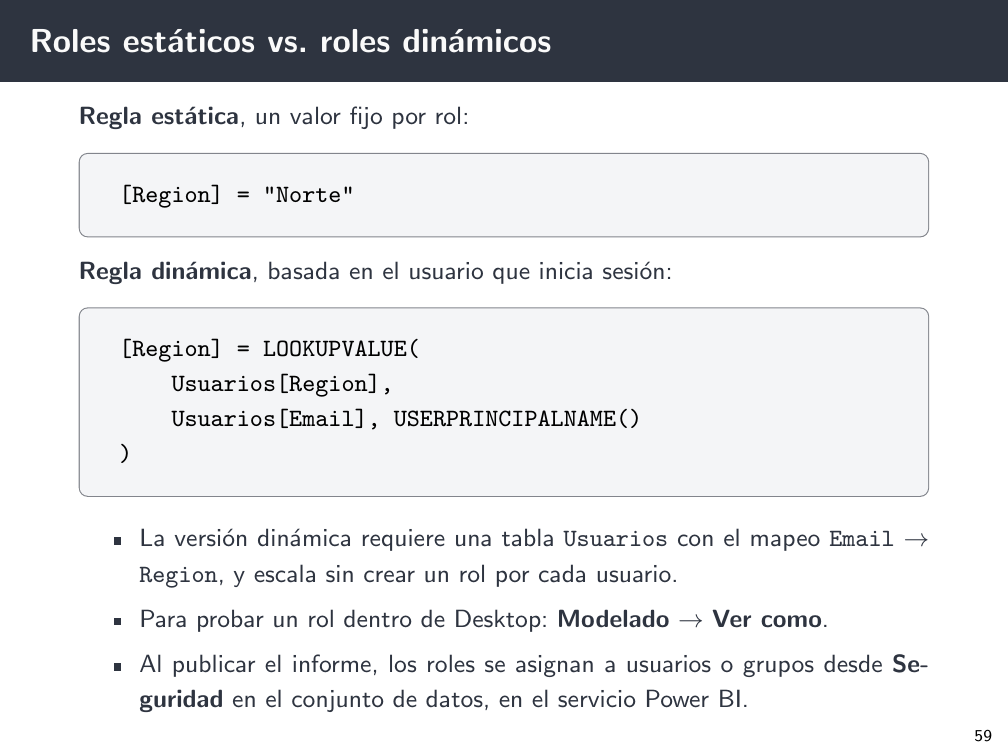 Roles estáticos vs. roles dinámicos
Regla estática, un valor fijo por rol:
[Region] = "Norte"
Regla dinámica, basada en el usuario que inicia sesión:
[Region] = LOOKUPVALUE(
    Usuarios[Region],
    Usuarios[Email], USERPRINCIPALNAME()
)
▪ La versión dinámica requiere una tabla Usuarios con el mapeo Email →
Region, y escala sin crear un rol por cada usuario.
▪ Para probar un rol dentro de Desktop: Modelado → Ver como.
▪ Al publicar el informe, los roles se asignan a usuarios o grupos desde Se-
guridad en el conjunto de datos, en el servicio Power BI.
59